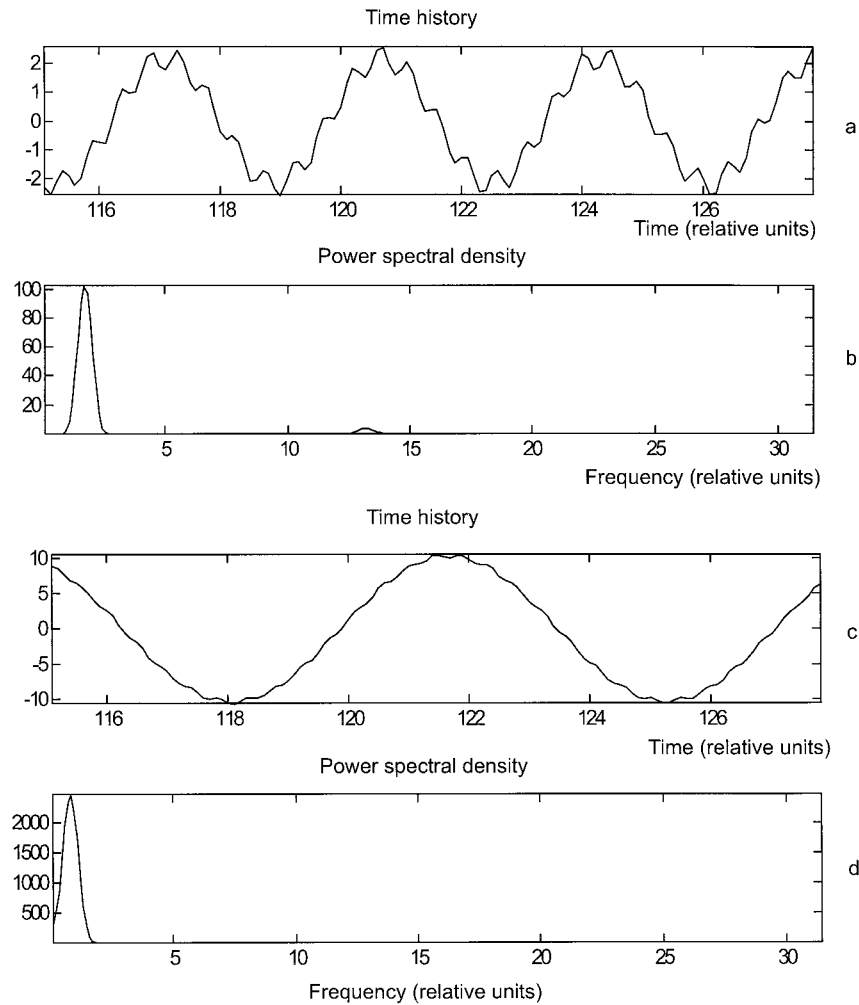 Time history
2
1
0
-1
-2
116 118 120 122 124 126
a
Time (relative units)
Power spectral density
100
80
60
40
20
5 10 15 20 25 30
b
Frequency (relative units)
Time history
10
5
0
-5
-10
116 118 120 122 124 126
c
Time (relative units)
Power spectral density
2000
1500
1000
500
5 10 15 20 25 30
d
Frequency (relative units)